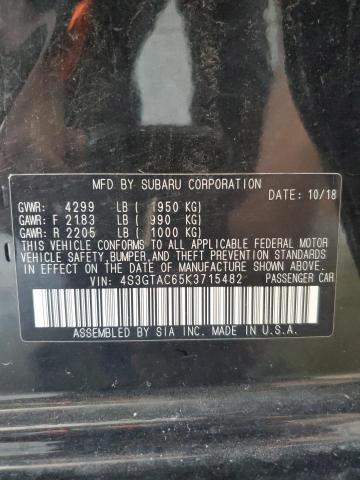 MFD BY SUBARU CORPORATION
DATE: 10/18
GVWR: 4299 LB ( 1950 KG)
GAWR: F 2183 LB ( 990 KG)
GAWR: R 2205 LB ( 1000 KG)
THIS VEHICLE CONFORMS TO ALL APPLICABLE FEDERAL MOTOR
VEHICLE SAFETY, BUMPER, AND THEFT PREVENTION STANDARDS IN
EFFECT ON THE DATE OF MANUFACTURE SHOWN ABOVE.
VIN: 4S3GTAC65K3715482 PASSENGER CAR
ASSEMBLED BY SIA INC. MADE IN U.S.A.